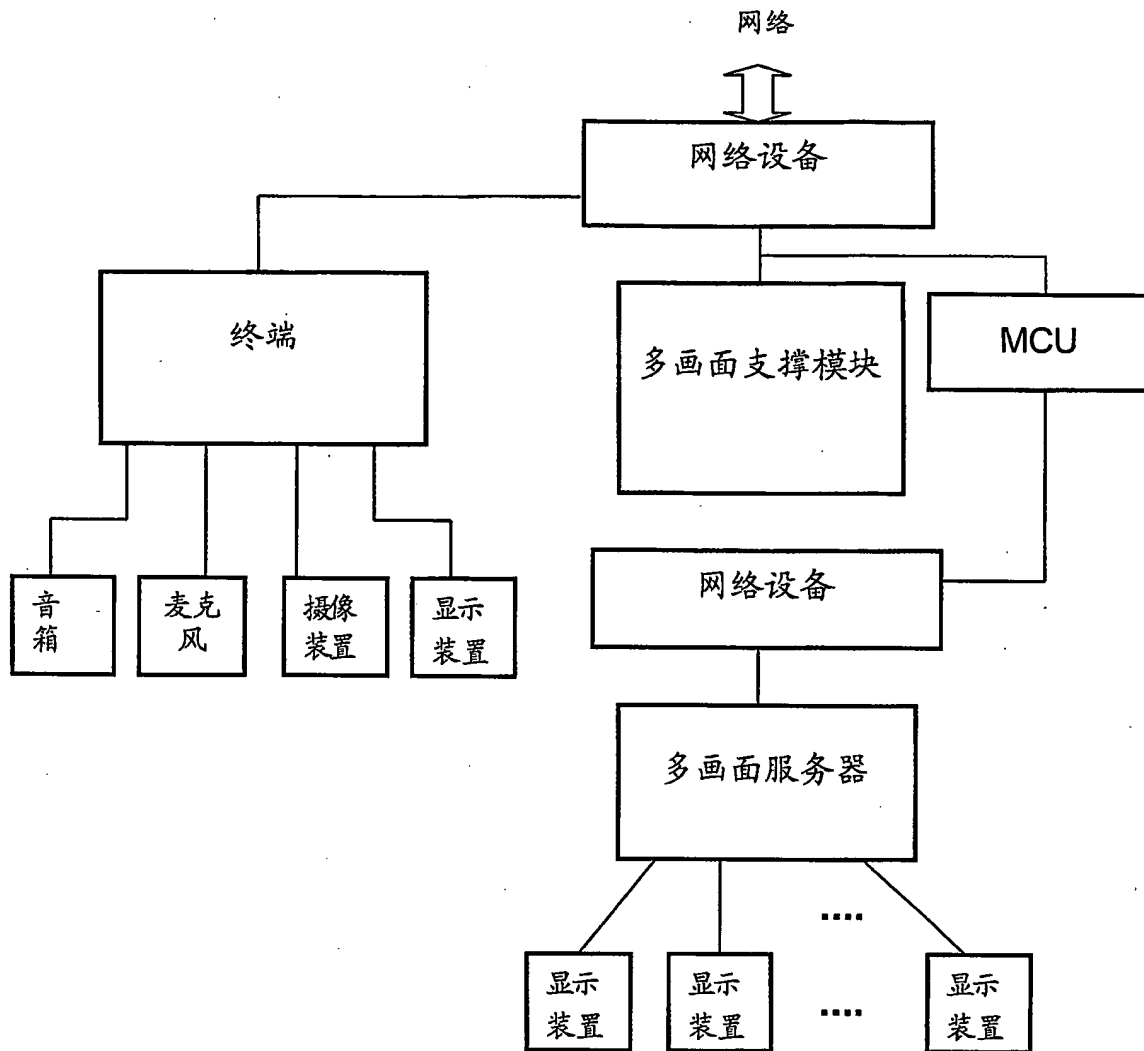 网络
网络设备
终端
多画面支撑模块
MCU
音
箱
麦克
风
摄像
装置
显示
装置
网络设备
多画面服务器
显示
装置
显示
装置
显示
装置